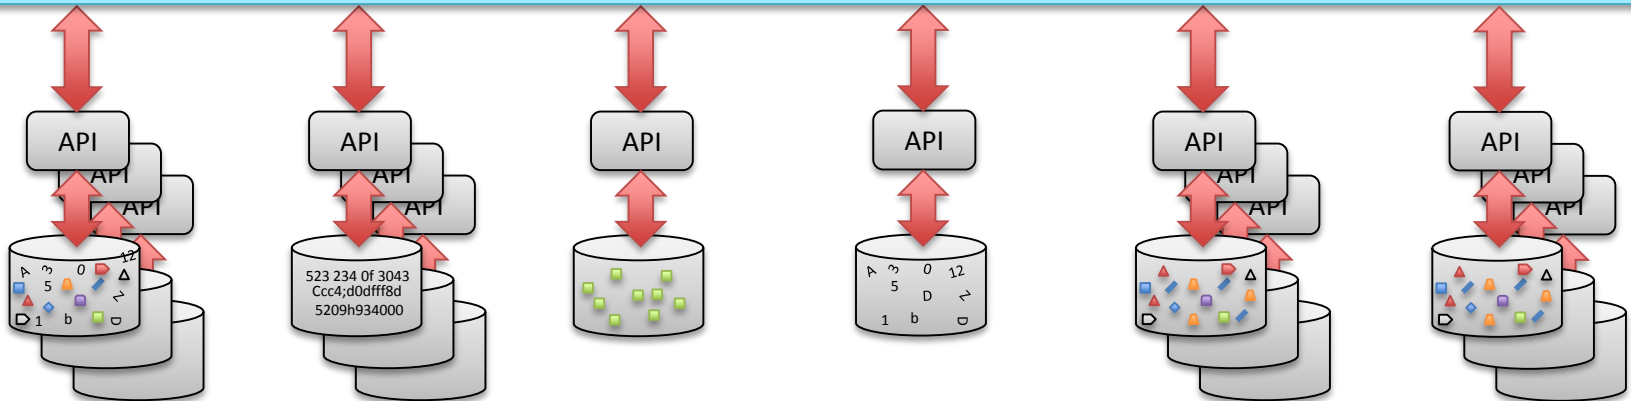 API
API
API
A 3 0 12
5
Z
1 b D
API
API
API
523 234 0f 3043
Ccc4;d0dfff8d
5209h934000
API
API
A 3 0 12
5
D Z
1 b D
API
API
API
API
API
API